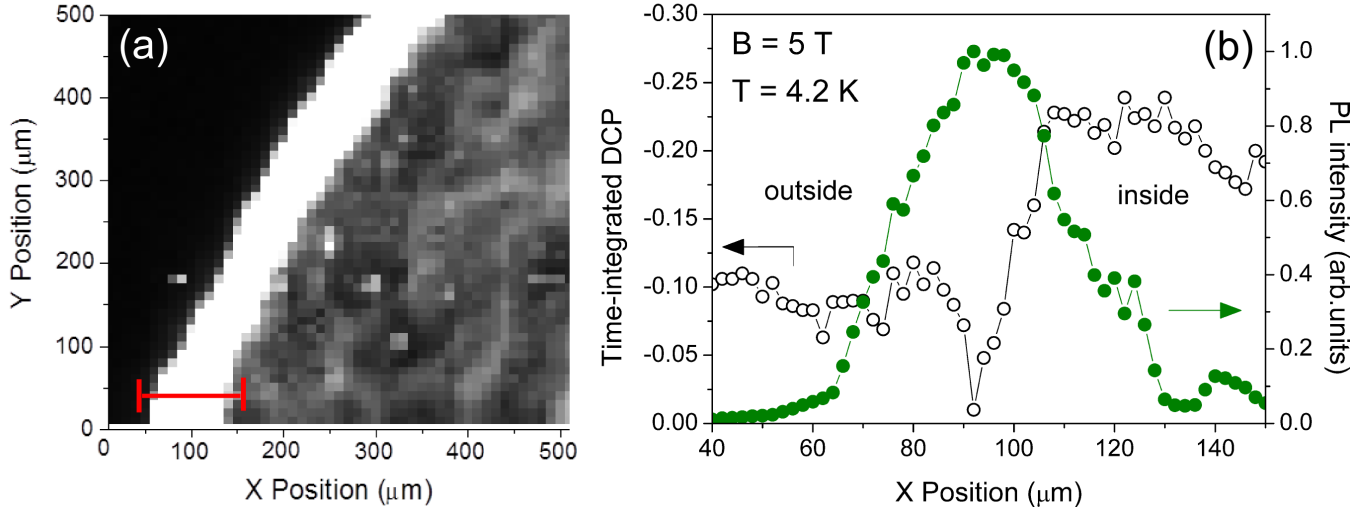 (a)
500
400
300
200
100
0
Y Position (μm)
0
100
200
300
400
500
X Position (μm)
(b)
B = 5 T
T = 4.2 K
outside
inside
-0.30
-0.25
-0.20
-0.15
-0.10
-0.05
0.00
Time-integrated DCP
1.0
0.8
0.6
0.4
0.2
0.0
PL intensity (arb.units)
40
60
80
100
120
140
X Position (μm)